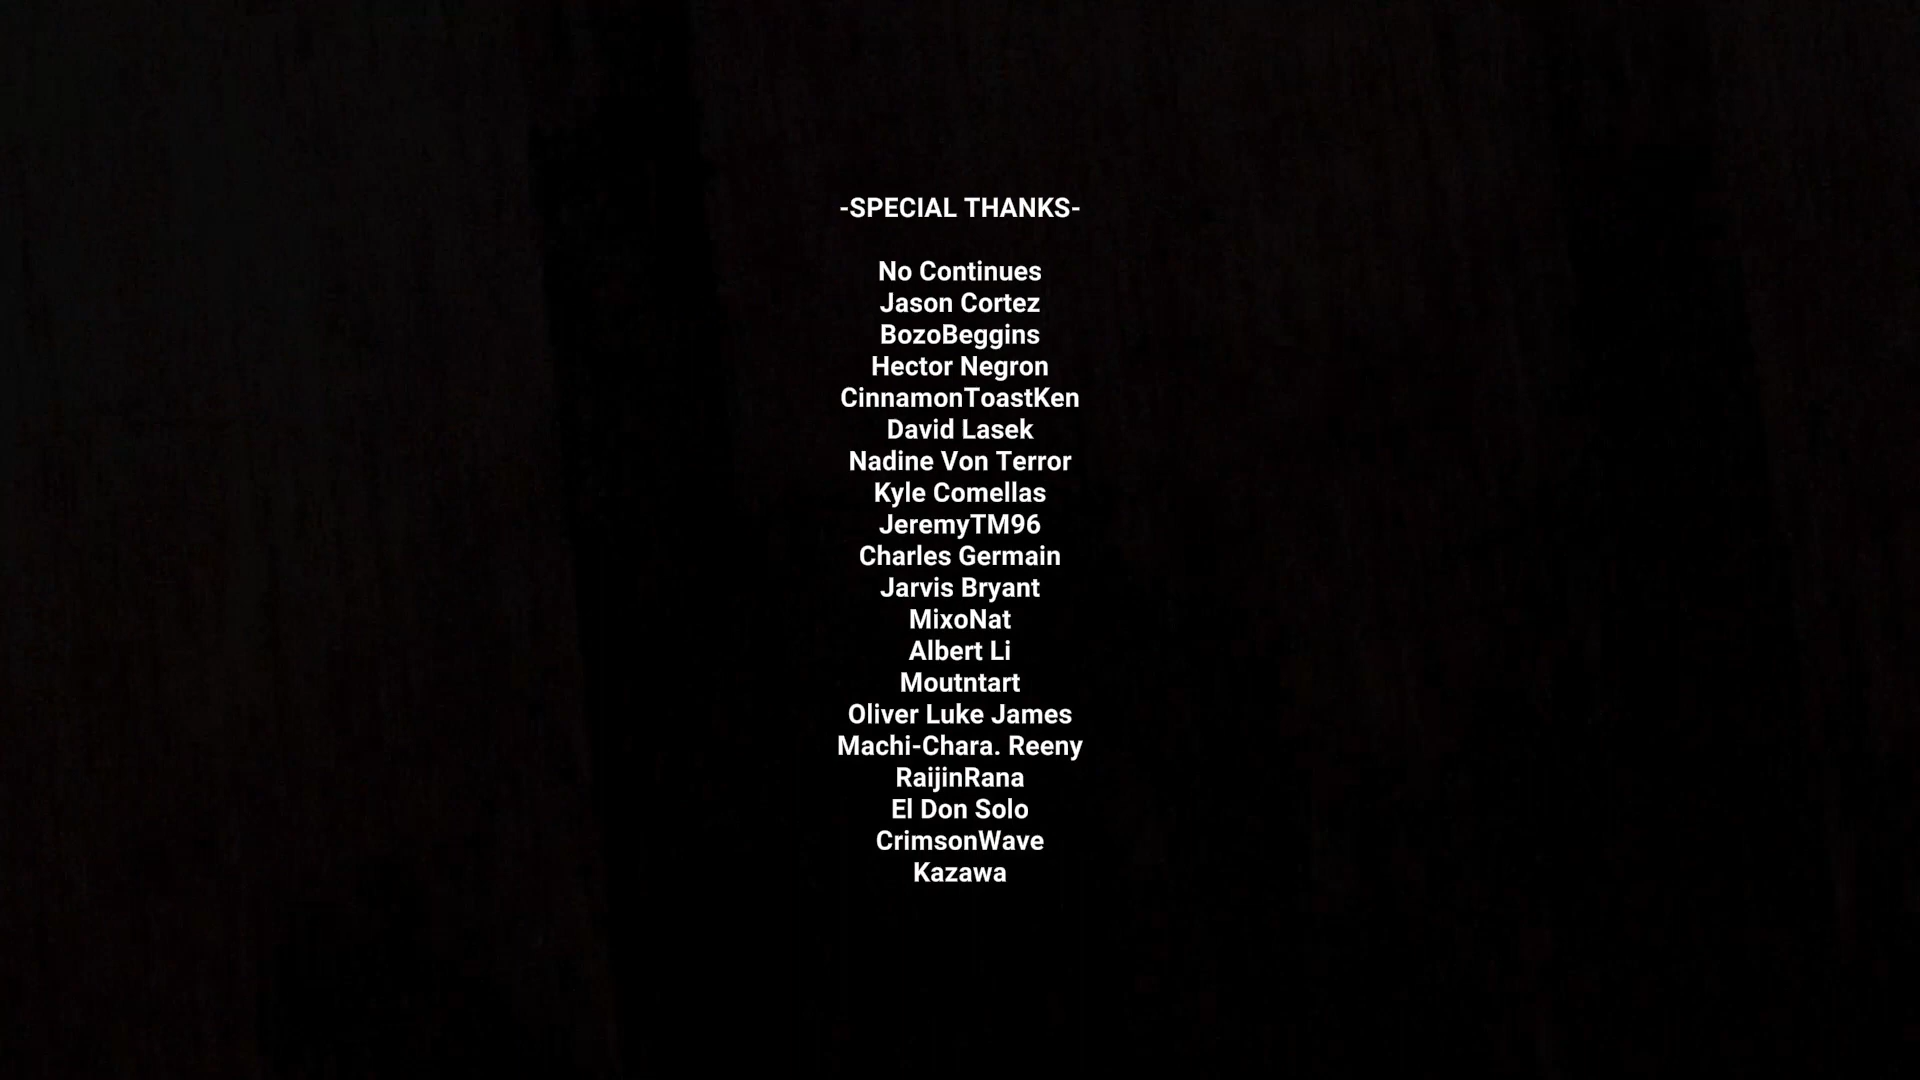 -SPECIAL THANKS-
No Continues
Jason Cortez
BozoBeggins
Hector Negron
CinnamonToastKen
David Lasek
Nadine Von Terror
Kyle Comellas
JeremyTM96
Charles Germain
Jarvis Bryant
MixoNat
Albert Li
Moutntart
Oliver Luke James
Machi-Chara. Reeny
RaijinRana
El Don Solo
CrimsonWave
Kazawa